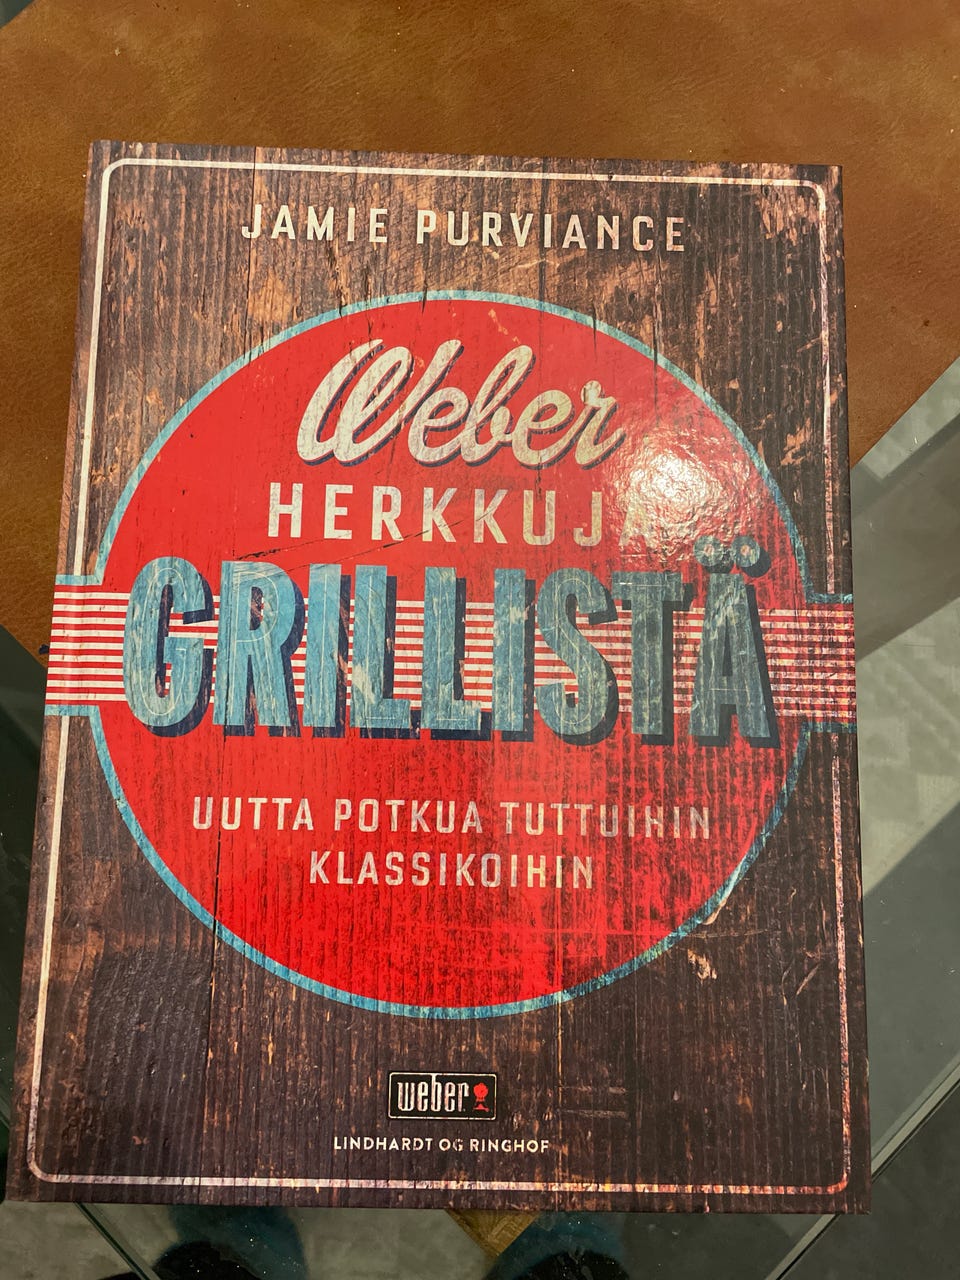 JAMIE PURVIANCE
Weber
HERKKUJA
GRILLISTÄ
UUTTA POTKUA TUTTUIHIN
KLASSIKOIHIN
weber
LINDHARDT OG RINGHOF